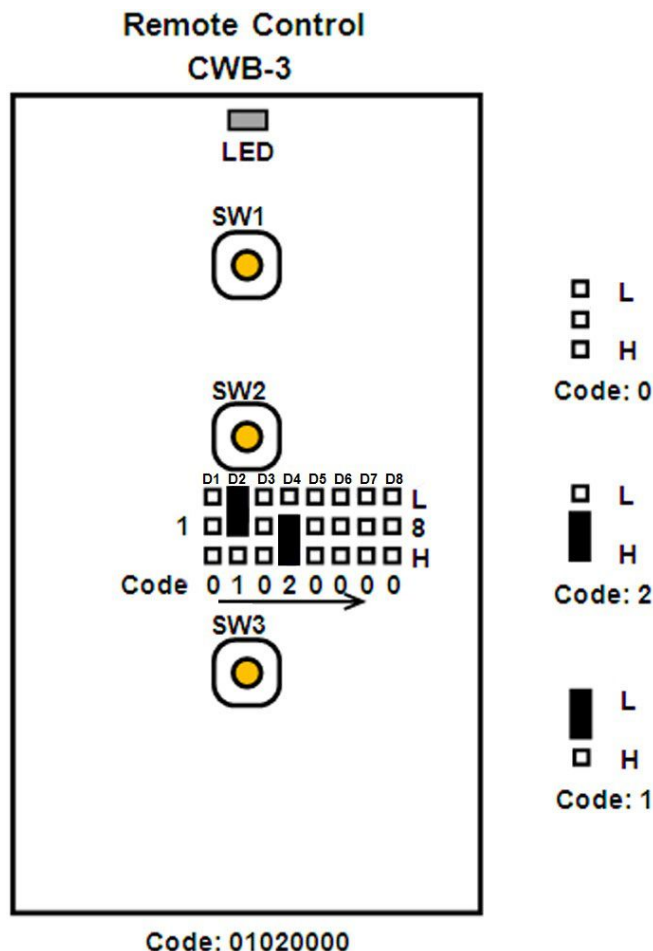 Remote Control
CWB-3
LED
SW1
SW2
D1 D2 D3 D4 D5 D6 D7 D8
L
1 8
H
Code 0 1 0 2 0 0 0 0
SW3
Code: 01020000
L
H
Code: 0
L
H
Code: 2
L
H
Code: 1